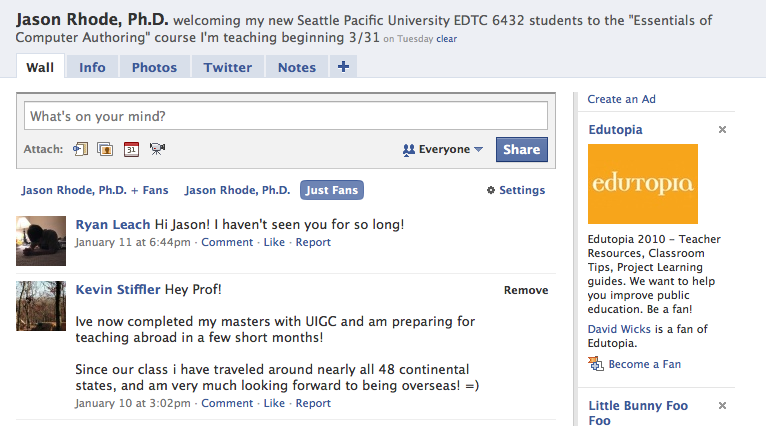 Jason Rhode, Ph.D. welcoming my new Seattle Pacific University EDTC 6432 students to the "Essentials of
Computer Authoring" course I'm teaching beginning 3/31 on Tuesday clear
Wall Info Photos Twitter Notes +
What's on your mind?
Attach: 31 Everyone Share
Jason Rhode, Ph.D. + Fans Jason Rhode, Ph.D. Just Fans Settings
Ryan Leach Hi Jason! I haven't seen you for so long!
January 11 at 6:44pm · Comment · Like · Report
Kevin Stiffler Hey Prof! Remove
Ive now completed my masters with UIGC and am preparing for
teaching abroad in a few short months!
Since our class i have traveled around nearly all 48 continental
states, and am very much looking forward to being overseas! =)
January 10 at 3:02pm · Comment · Like · Report
Create an Ad
Edutopia
edutopia
Edutopia 2010 - Teacher
Resources, Classroom
Tips, Project Learning
guides. We want to help
you improve public
education. Be a fan!
David Wicks is a fan of
Edutopia.
Become a Fan
Little Bunny Foo
Foo